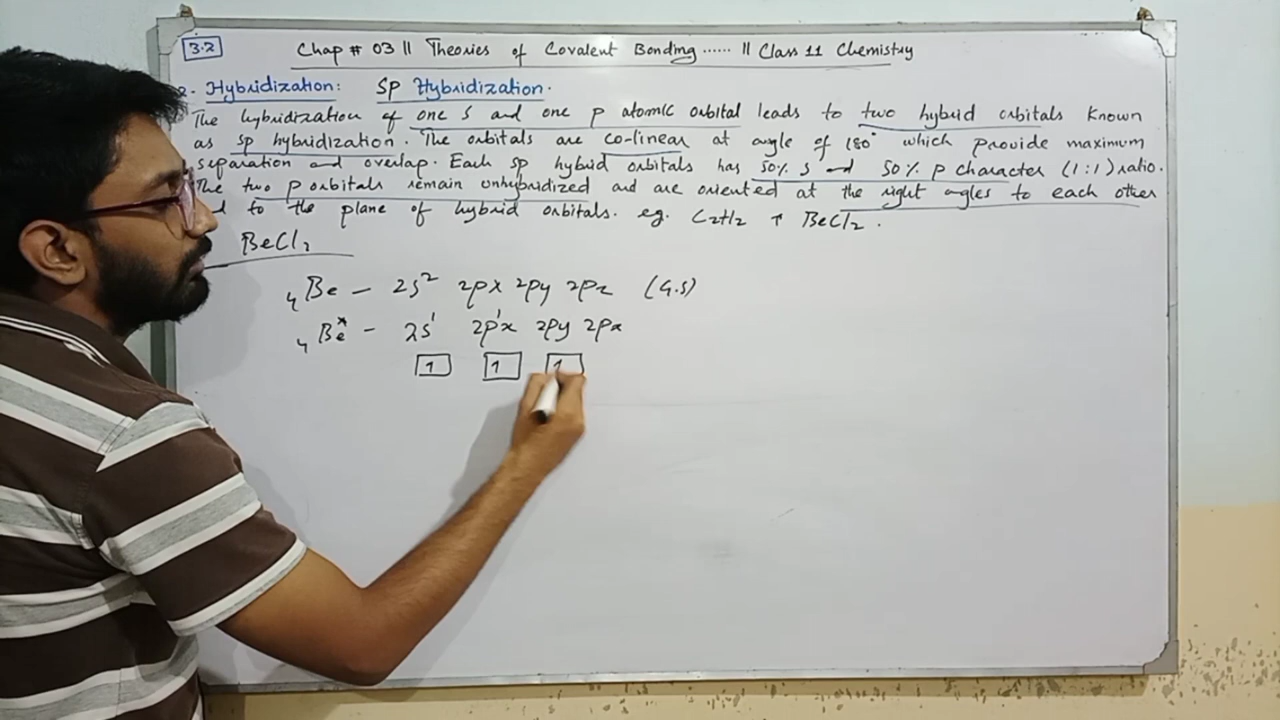 3.2
Chap # 03 || Theories of Covalent Bonding ...... || Class 11 Chemistry
2. Hybridization: SP Hybridization.
The hybridization of one s and one p atomic orbital leads to two hybrid orbitals known
as sp hybridization. The orbitals are co-linear at angle of 180° which provide maximum
separation and overlap. Each sp hybrid orbitals has 50% s and 50% p character (1:1) ratio.
The two p orbitals remain unhybridized and are oriented at the right angles to each other
to the plane of hybrid orbitals. eg. C2H2 + BeCl2.
BeCl2
4Be – 2s² 2px 2py 2pz (G.S)
4Be* – 2s¹ 2p¹x 2py 2pz
1 1 1